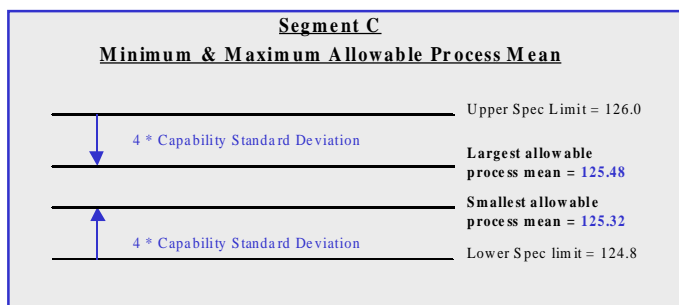 Segment C
Minimum & Maximum Allowable Process Mean
Upper Spec Limit = 126.0
4 * Capability Standard Deviation
Largest allowable
process mean = 125.48
Smallest allowable
process mean = 125.32
4 * Capability Standard Deviation
Lower Spec limit = 124.8